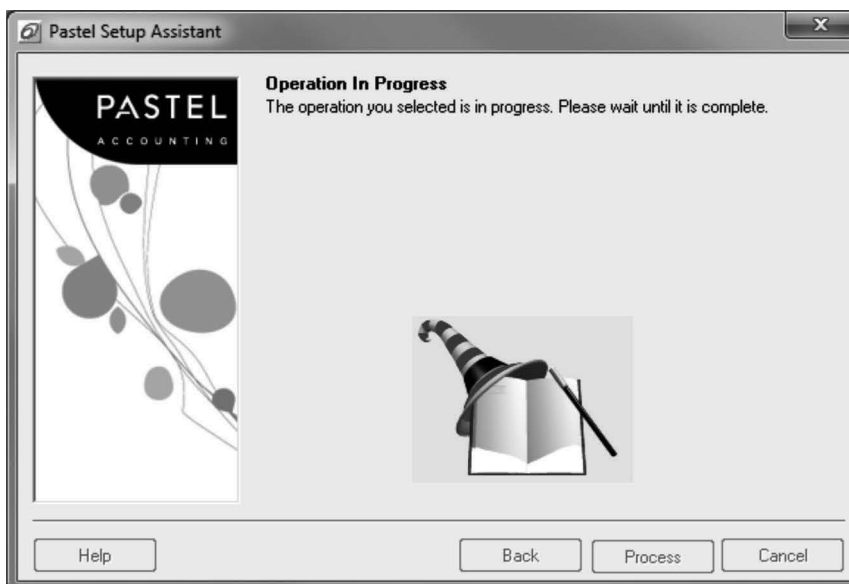 Pastel Setup Assistant
PASTEL
ACCOUNTING
Operation In Progress
The operation you selected is in progress. Please wait until it is complete.
Help
Back
Process
Cancel